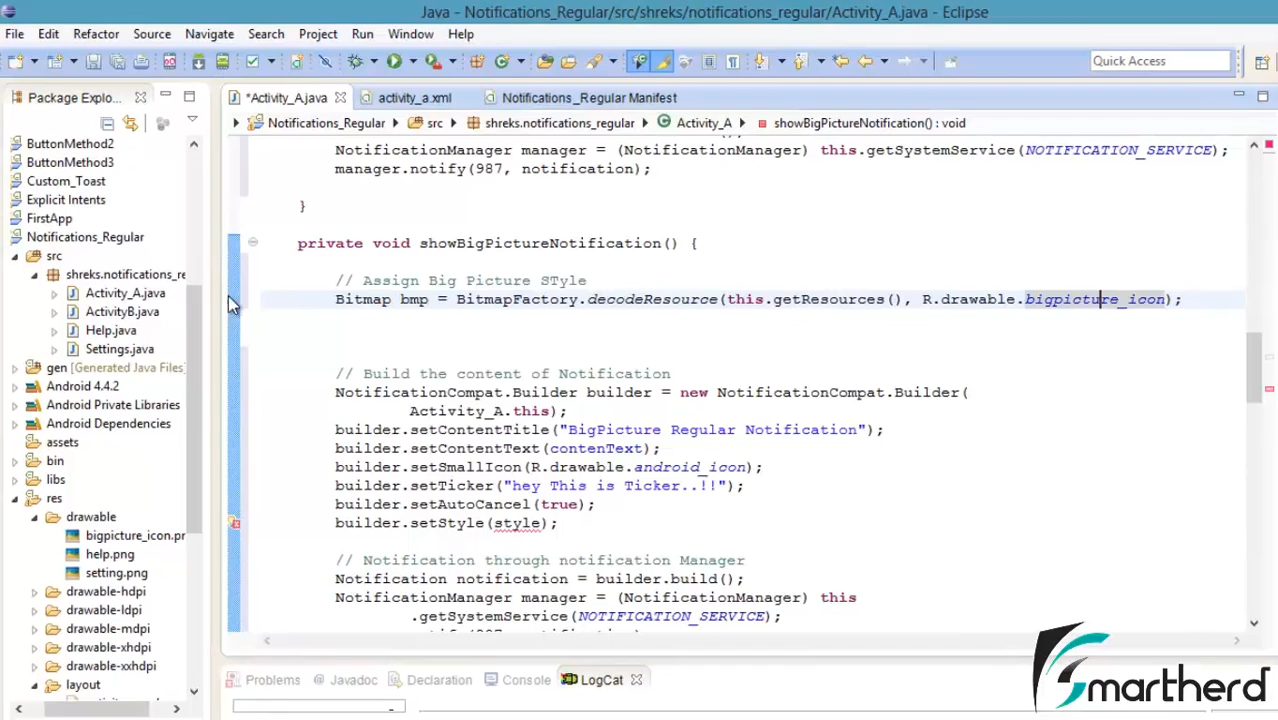 Java - Notifications_Regular/src/shreks/notifications_regular/Activity_A.java - Eclipse
File Edit Refactor Source Navigate Search Project Run Window Help
Quick Access
Package Explo...
*Activity_A.java activity_a.xml Notifications_Regular Manifest
Notifications_Regular src shreks.notifications_regular Activity_A showBigPictureNotification() : void
ButtonMethod2
ButtonMethod3
Custom_Toast
Explicit Intents
FirstApp
Notifications_Regular
src
shreks.notifications_re
Activity_A.java
ActivityB.java
Help.java
Settings.java
gen [Generated Java Files]
Android 4.4.2
Android Private Libraries
Android Dependencies
assets
bin
libs
res
drawable
bigpicture_icon.pr
help.png
setting.png
drawable-hdpi
drawable-ldpi
drawable-mdpi
drawable-xhdpi
drawable-xxhdpi
layout
NotificationManager manager = (NotificationManager) this.getSystemService(NOTIFICATION_SERVICE);
manager.notify(987, notification);
}
private void showBigPictureNotification() {
// Assign Big Picture STyle
Bitmap bmp = BitmapFactory.decodeResource(this.getResources(), R.drawable.bigpicture_icon);
// Build the content of Notification
NotificationCompat.Builder builder = new NotificationCompat.Builder(
Activity_A.this);
builder.setContentTitle("BigPicture Regular Notification");
builder.setContentText(contenText);
builder.setSmallIcon(R.drawable.android_icon);
builder.setTicker("hey This is Ticker..!!");
builder.setAutoCancel(true);
builder.setStyle(style);
// Notification through notification Manager
Notification notification = builder.build();
NotificationManager manager = (NotificationManager) this
.getSystemService(NOTIFICATION_SERVICE);
Problems Javadoc Declaration Console LogCat
Smartherd